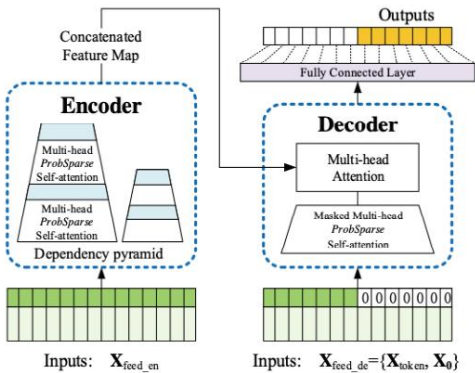 Concatenated
Feature Map
Encoder
Multi-head
ProbSparse
Self-attention
Multi-head
ProbSparse
Self-attention
Dependency pyramid
Inputs: X_feed_en
Outputs
Fully Connected Layer
Decoder
Multi-head
Attention
Masked Multi-head
ProbSparse
Self-attention
0 0 0 0 0 0 0
Inputs: X_feed_de={X_token, X_0}